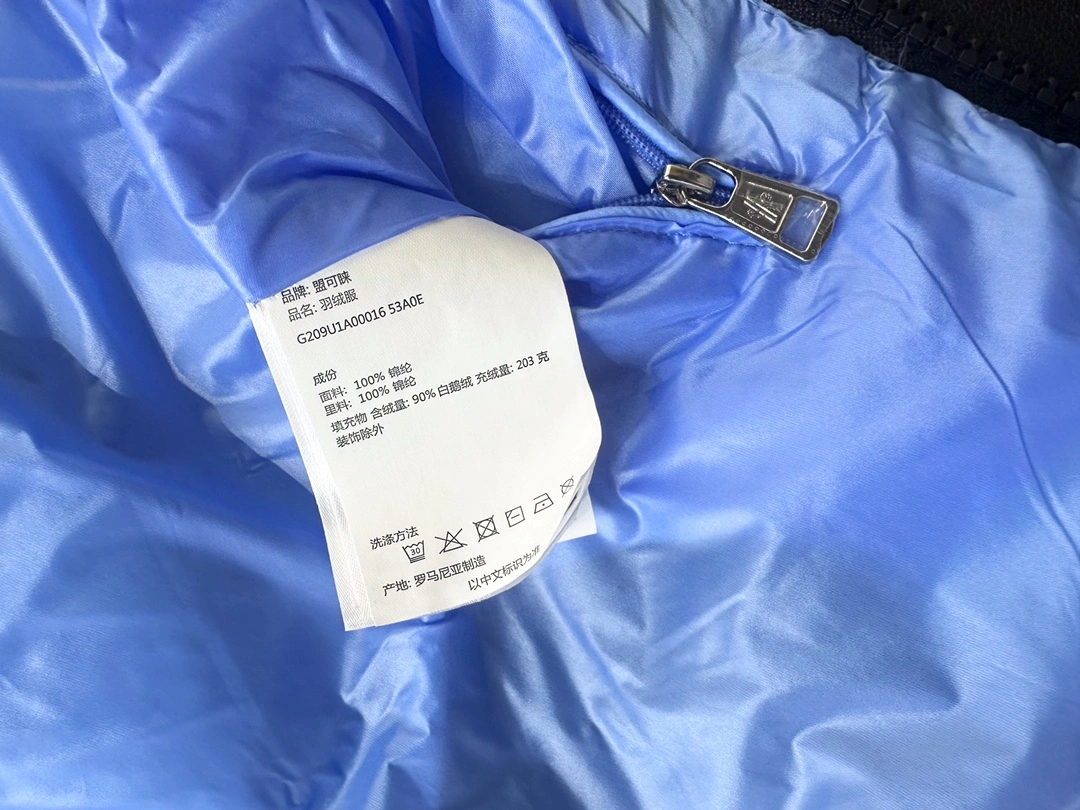 品牌: 盟可睐
品名: 羽绒服
G209U1A00016 53A0E
成份
面料: 100% 锦纶
里料: 100% 锦纶
填充物 含绒量: 90% 白鹅绒 充绒量: 203 克
装饰除外
洗涤方法
30
产地: 罗马尼亚制造
以中文标识为准